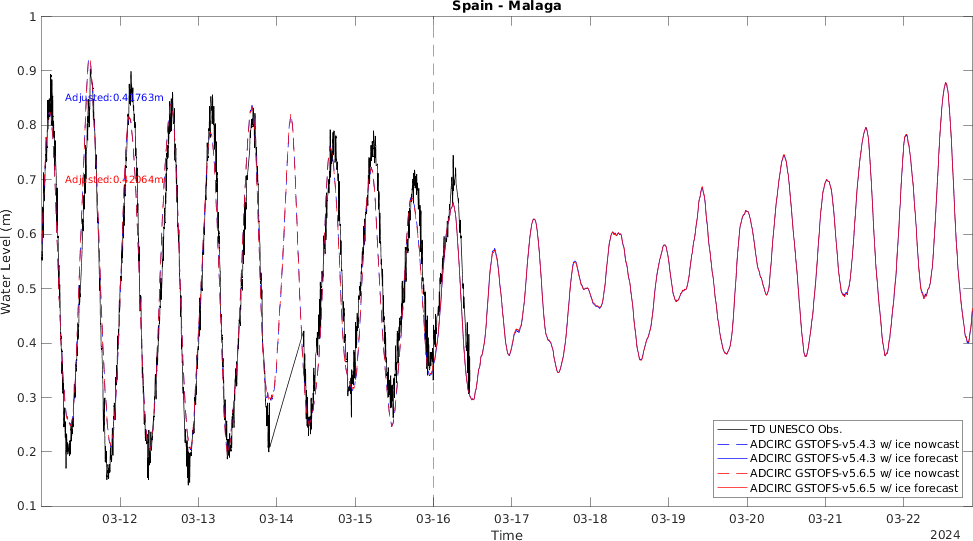 Spain - Malaga
Water Level (m)
1
0.9
0.8
0.7
0.6
0.5
0.4
0.3
0.2
0.1
Adjusted:0.42064m
03-12
03-13
03-14
03-15
03-16
03-17
03-18
03-19
03-20
03-21
03-22
Time
2024
TD UNESCO Obs.
ADCIRC GSTOFS-v5.4.3 w/ ice nowcast
ADCIRC GSTOFS-v5.4.3 w/ ice forecast
ADCIRC GSTOFS-v5.6.5 w/ ice nowcast
ADCIRC GSTOFS-v5.6.5 w/ ice forecast